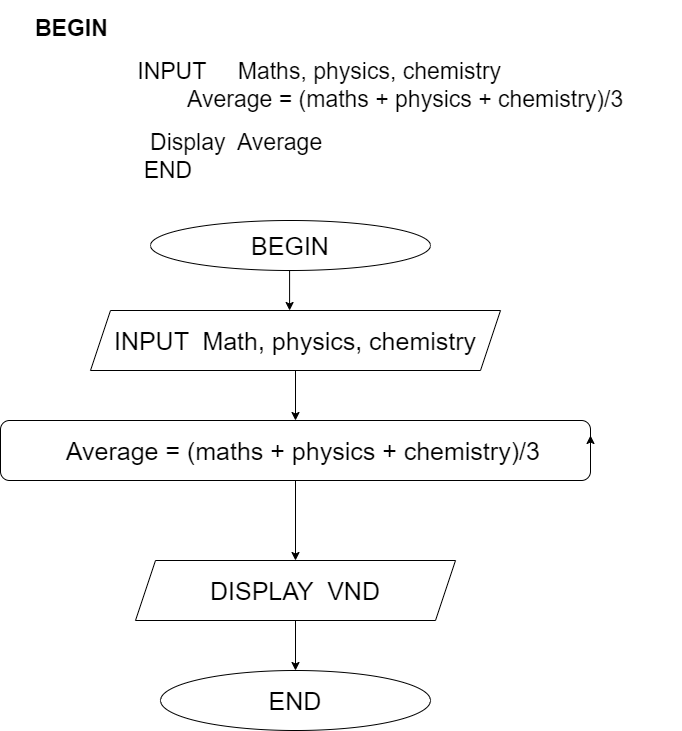 BEGIN
INPUT Maths, physics, chemistry
Average = (maths + physics + chemistry)/3
Display Average
END
BEGIN
INPUT Math, physics, chemistry
Average = (maths + physics + chemistry)/3
DISPLAY VND
END